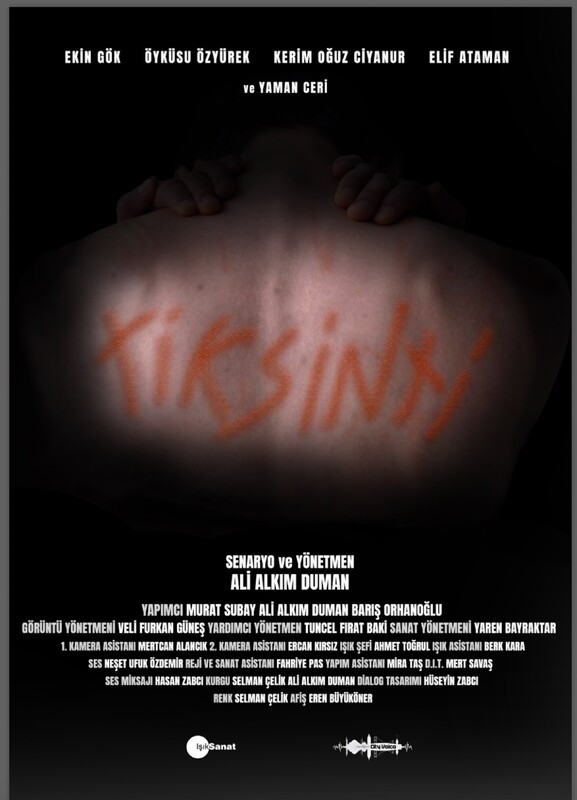 EKİN GÖK ÖYKÜSU ÖZYÜREK KERİM OĞUZ CİYANUR ELİF ATAMAN
ve YAMAN CERİ
TİKSİNTİ
SENARYO ve YÖNETMEN
ALİ ALKIM DUMAN
YAPIMCI MURAT SUBAY ALİ ALKIM DUMAN BARIŞ ORHANOĞLU
GÖRÜNTÜ YÖNETMENİ VELİ FURKAN GÜNEŞ YARDIMCI YÖNETMEN TUNCEL FIRAT BAKİ SANAT YÖNETMENİ YAREN BAYRAKTAR
1. KAMERA ASİSTANI MERTCAN ALANCIK 2. KAMERA ASİSTANI ERCAN KIRSIZ IŞIK ŞEFİ AHMET TOĞRUL IŞIK ASİSTANI BERK KARA
SES NEŞET UFUK ÖZDEMİR REJİ VE SANAT ASİSTANI FAHRİYE PAS YAPIM ASİSTANI MİRA TAŞ D.I.T. MERT SAVAŞ
SES MİKSAJI HASAN ZABCI KURGU SELMAN ÇELİK ALİ ALKIM DUMAN DİALOG TASARIMI HÜSEYİN ZABCI
RENK SELMAN ÇELİK AFİŞ EREN BÜYÜKÖNER
IşıkSanat
City Voice